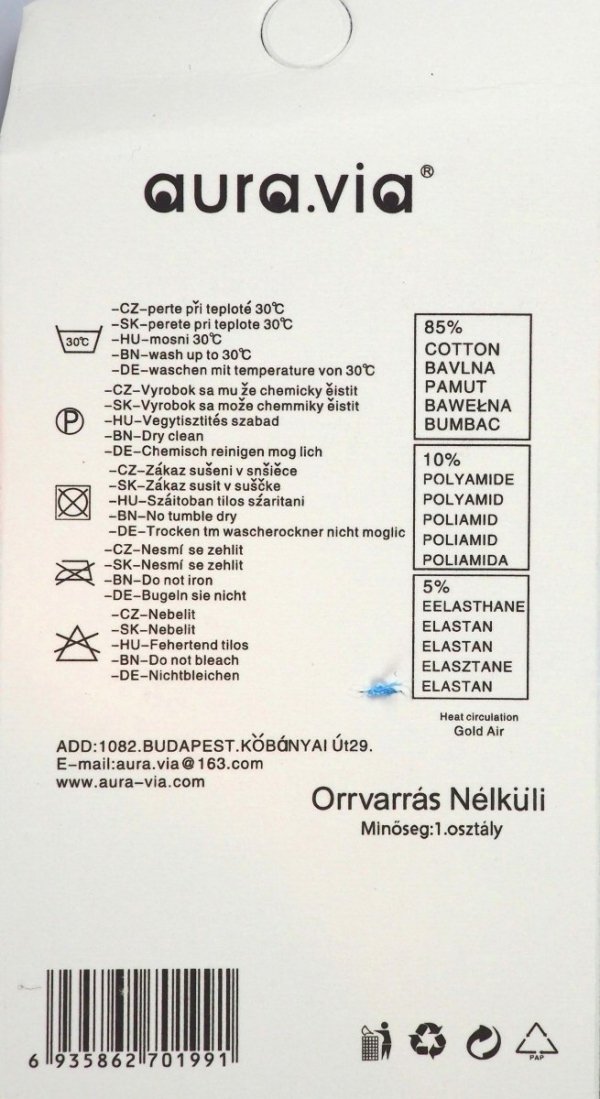 aura.via®
30℃
-CZ-perte při teploté 30℃
-SK-perete pri teplote 30℃
-HU-mosni 30℃
-BN-wash up to 30℃
-DE-waschen mit temperature von 30℃
P
-CZ-Vyrobok sa mu že chemicky ěistit
-SK-Vyrobok sa može chemmiky ěistit
-HU-Vegytisztités szabad
-BN-Dry clean
-DE-Chemisch reinigen mog lich
-CZ-Zákaz sušeni v snšiěce
-SK-Zákaz susit v suščke
-HU-Száitoban tilos száritani
-BN-No tumble dry
-DE-Trocken tm wascherockner nicht moglic
-CZ-Nesmí se zehlit
-SK-Nesmí se zehlit
-BN-Do not iron
-DE-Bugeln sie nicht
-CZ-Nebelit
-SK-Nebelit
-HU-Fehertend tilos
-BN-Do not bleach
-DE-Nichtbleichen
85%
COTTON
BAVLNA
PAMUT
BAWEŁNA
BUMBAC
10%
POLYAMIDE
POLYAMID
POLIAMID
POLIAMID
POLIAMIDA
5%
EELASTHANE
ELASTAN
ELASTAN
ELASZTANE
ELASTAN
Heat circulation
Gold Air
ADD:1082.BUDAPEST.KŐBÁNYAI Út29.
E-mail:aura.via@163.com
www.aura-via.com
Orrvarrás Nélküli
Minőseg:1.osztály
6 935862 701991
PAP